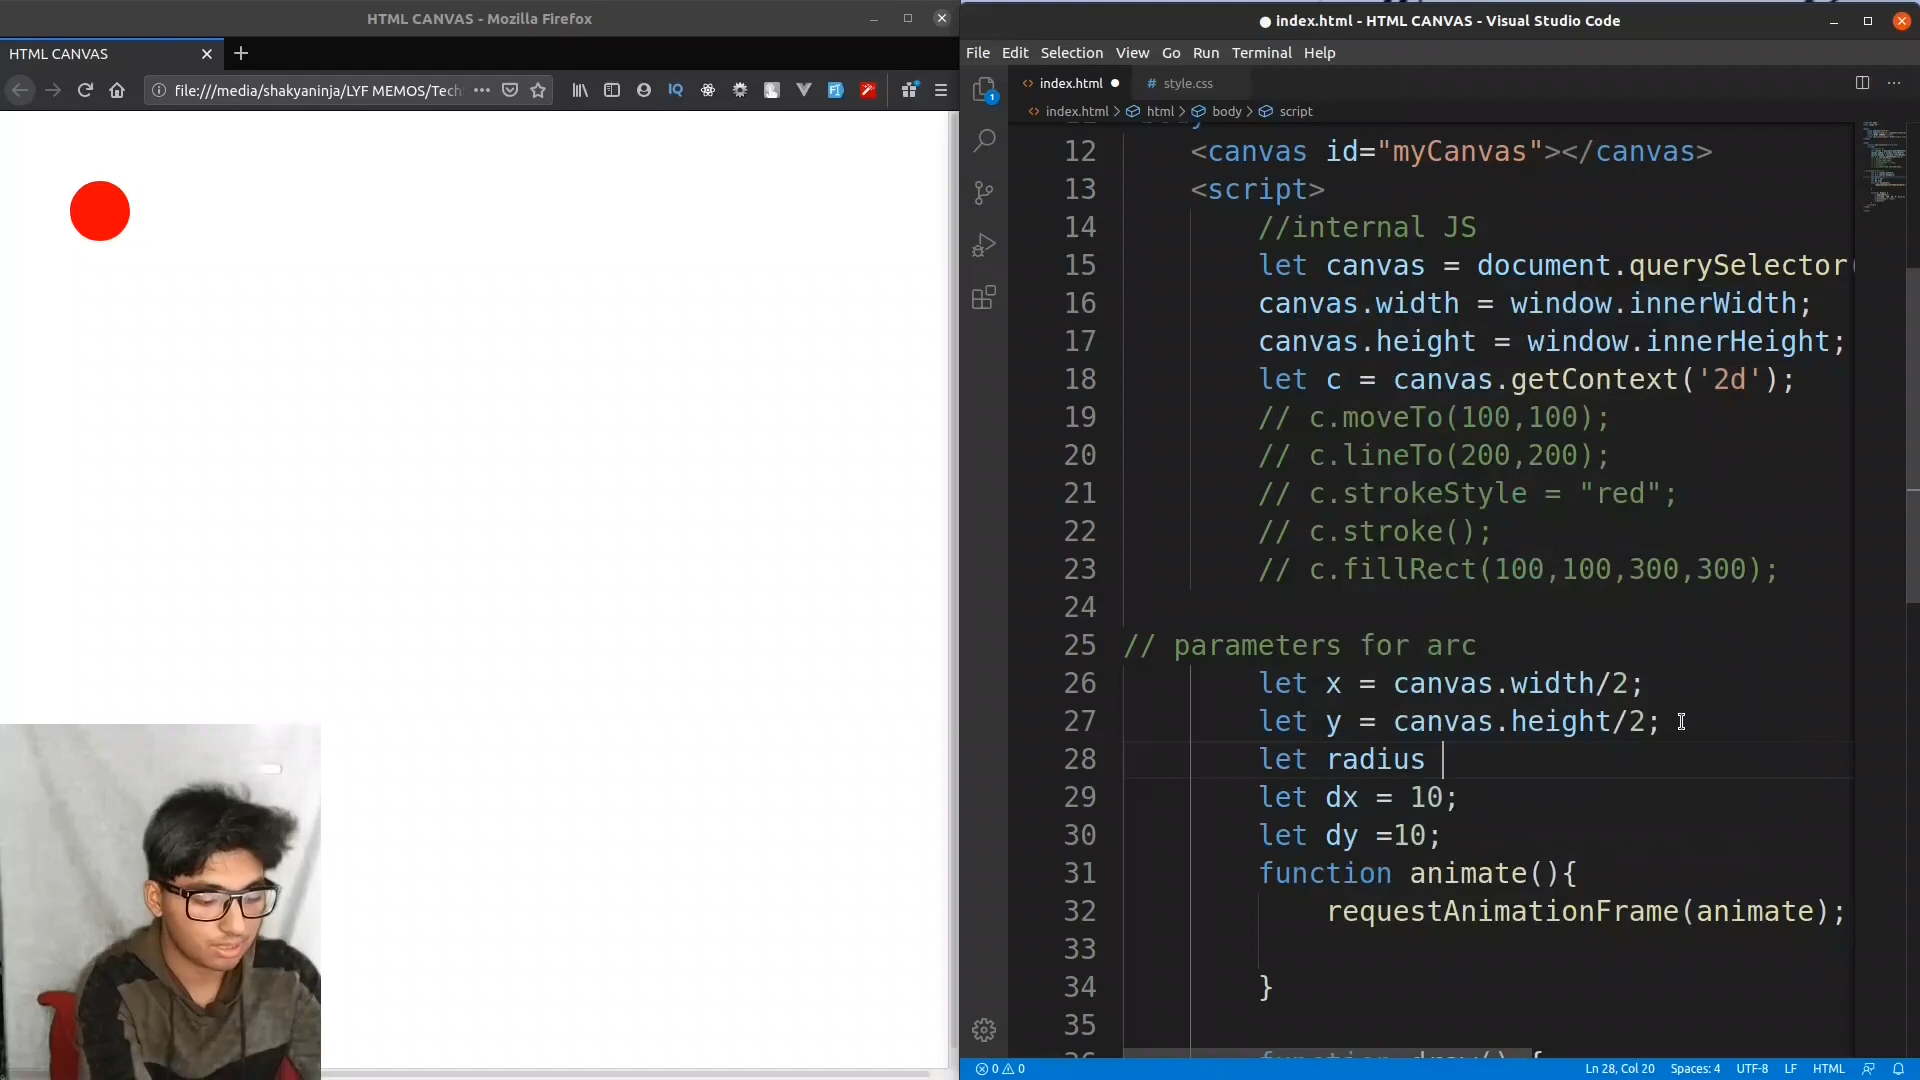 HTML CANVAS - Mozilla Firefox
HTML CANVAS
file:///media/shakyaninja/LYF MEMOS/Tech
IQ
index.html - HTML CANVAS - Visual Studio Code
File Edit Selection View Go Run Terminal Help
index.html
# style.css
index.html > html > body > script
1
12 <canvas id="myCanvas"></canvas>
13 <script>
14 //internal JS
15 let canvas = document.querySelector(
16 canvas.width = window.innerWidth;
17 canvas.height = window.innerHeight;
18 let c = canvas.getContext('2d');
19 // c.moveTo(100,100);
20 // c.lineTo(200,200);
21 // c.strokeStyle = "red";
22 // c.stroke();
23 // c.fillRect(100,100,300,300);
24
25 // parameters for arc
26 let x = canvas.width/2;
27 let y = canvas.height/2;
28 let radius
29 let dx = 10;
30 let dy =10;
31 function animate(){
32 requestAnimationFrame(animate);
33
34 }
35
36 function draw() {
0 0
Ln 28, Col 20 Spaces: 4 UTF-8 LF HTML